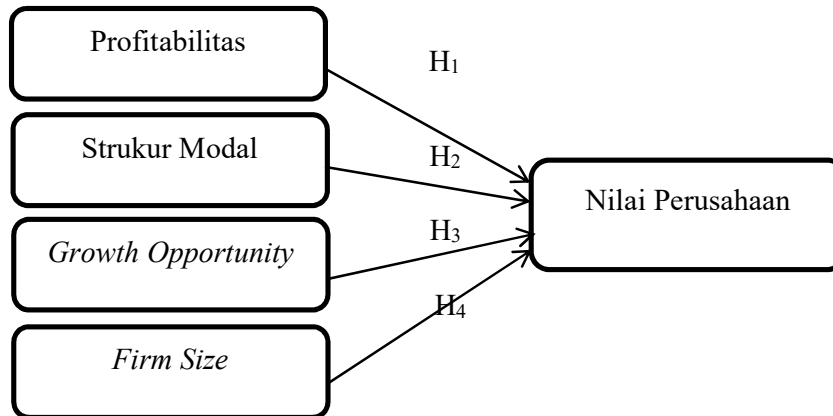 Profitabilitas
H₁
Strukur Modal
H₂
Nilai Perusahaan
Growth Opportunity
H₃
H₄
Firm Size